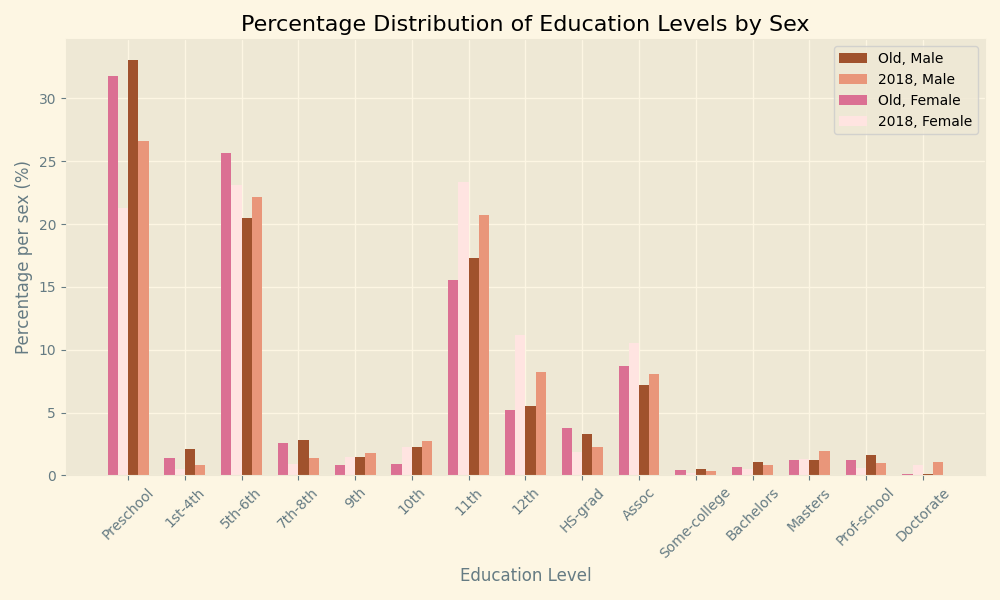 Percentage Distribution of Education Levels by Sex
Old, Male
2018, Male
Old, Female
2018, Female
Percentage per sex (%)
30
25
20
15
10
5
0
Preschool
1st-4th
5th-6th
7th-8th
9th
10th
11th
12th
HS-grad
Assoc
Some-college
Bachelors
Masters
Prof-school
Doctorate
Education Level